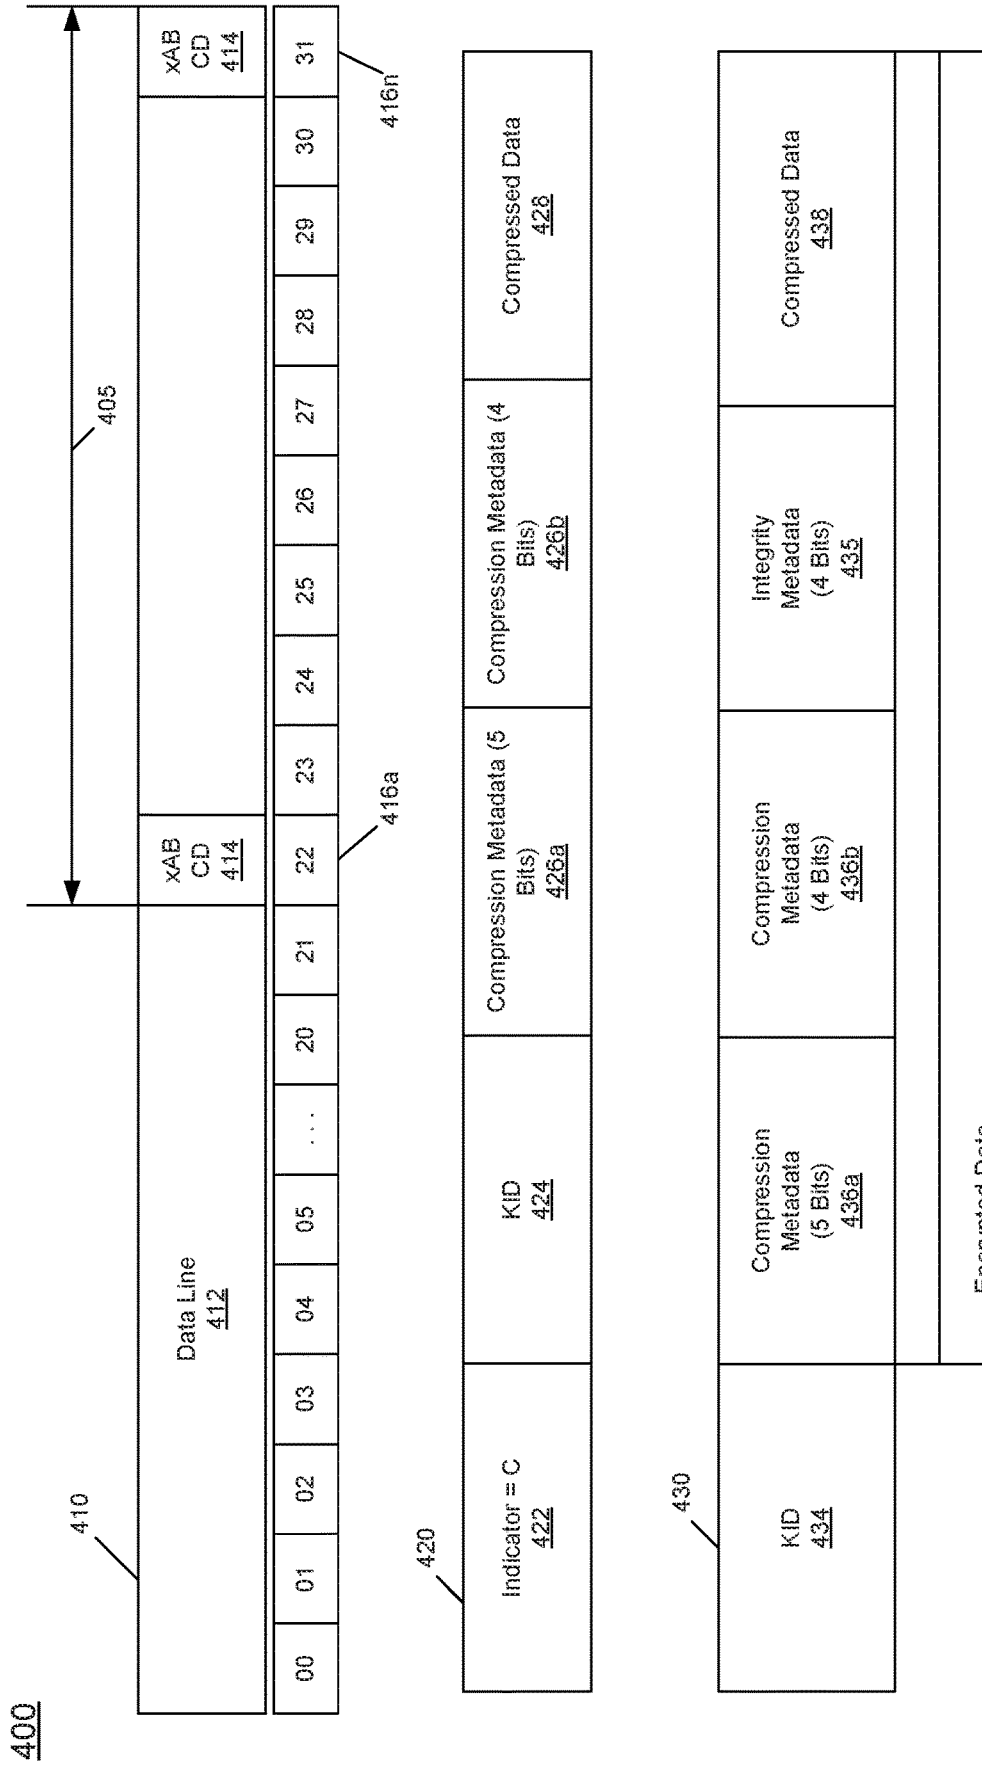 400
410
405
Data Line
412
xAB
CD
414
xAB
CD
414
00 01 02 03 04 05 ... 20 21 22 23 24 25 26 27 28 29 30 31
416a
416n
420
Indicator = C
422
KID
424
Compression Metadata (5
Bits)
426a
Compression Metadata (4
Bits)
426b
Compressed Data
428
430
KID
434
Compression
Metadata
(5 Bits)
436a
Compression
Metadata
(4 Bits)
436b
Integrity
Metadata
(4 Bits)
435
Compressed Data
438
Encrypted Data